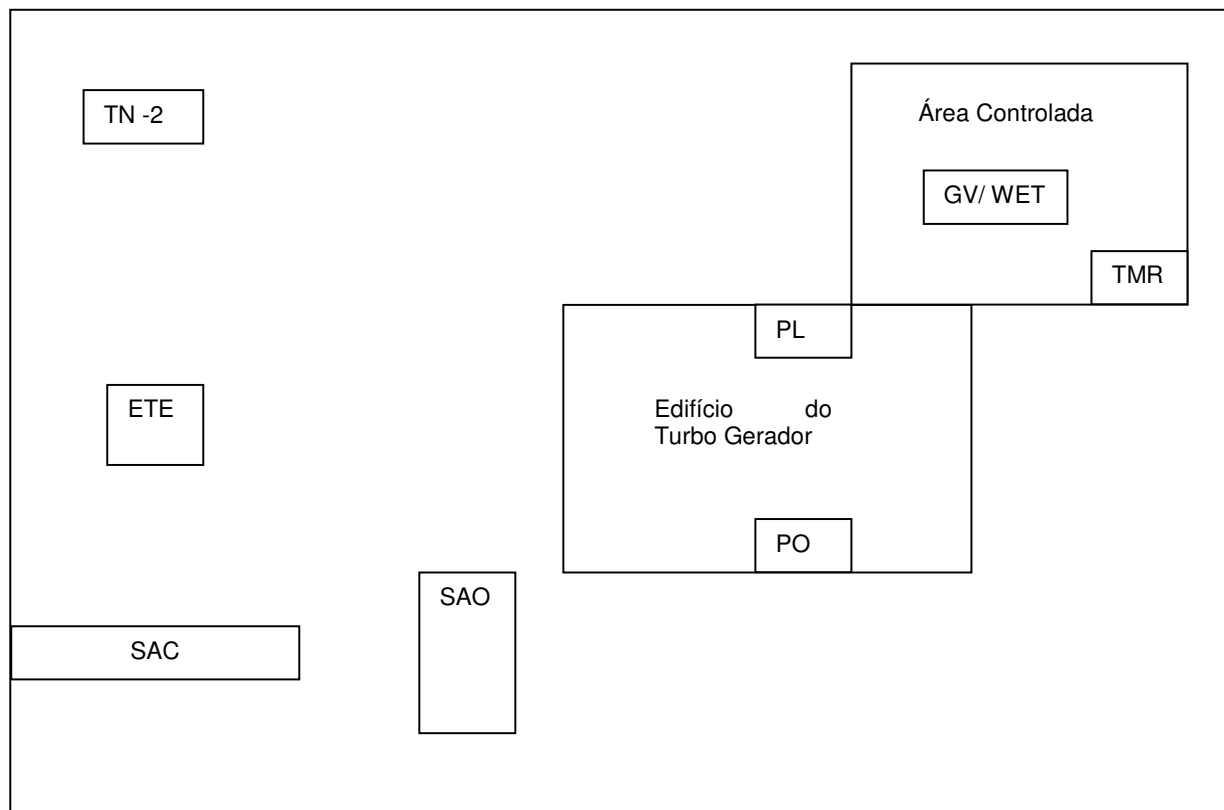 TN -2
Área Controlada
GV/ WET
TMR
PL
ETE
Edifício do
Turbo Gerador
PO
SAO
SAC